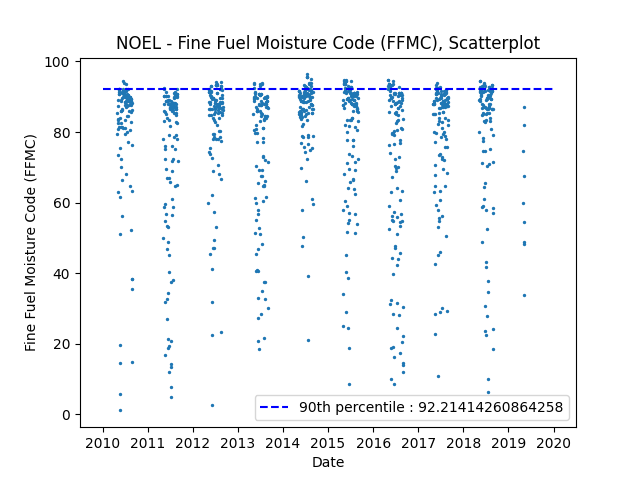 NOEL - Fine Fuel Moisture Code (FFMC), Scatterplot
Fine Fuel Moisture Code (FFMC)
100
80
60
40
20
0
90th percentile : 92.21414260864258
2010 2011 2012 2013 2014 2015 2016 2017 2018 2019 2020
Date